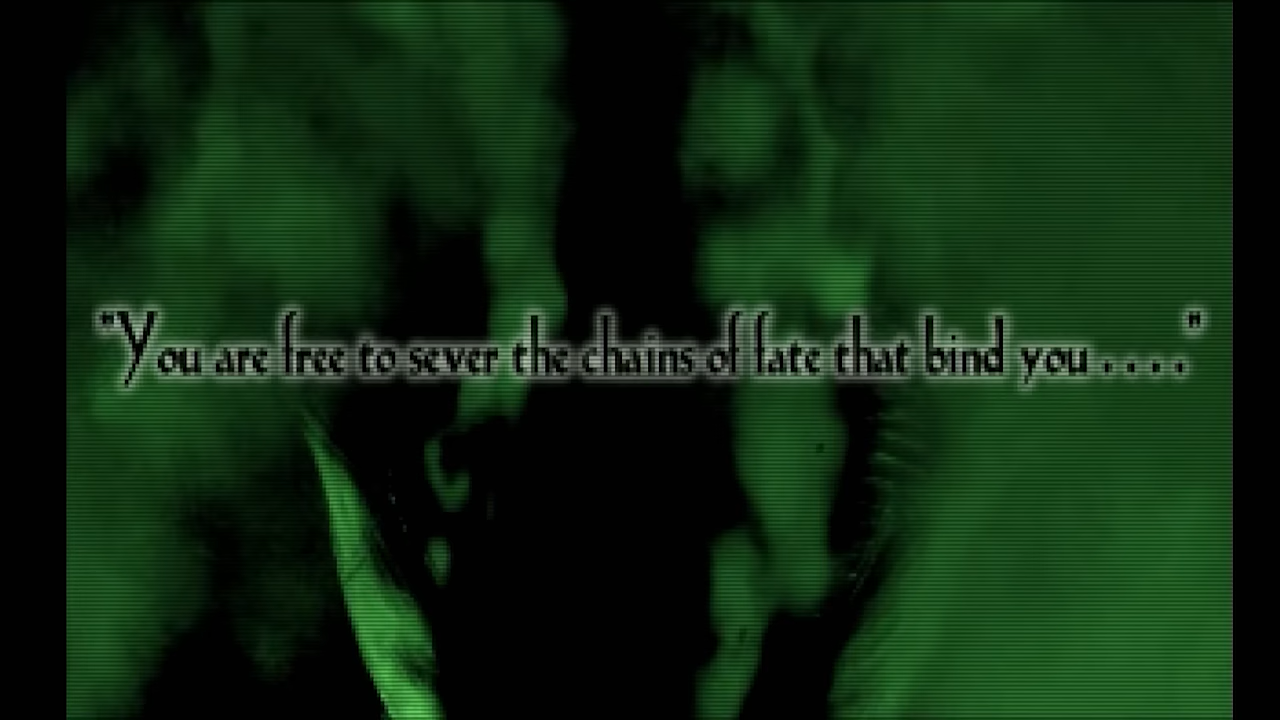 "You are free to sever the chains of fate that bind you . . . ."